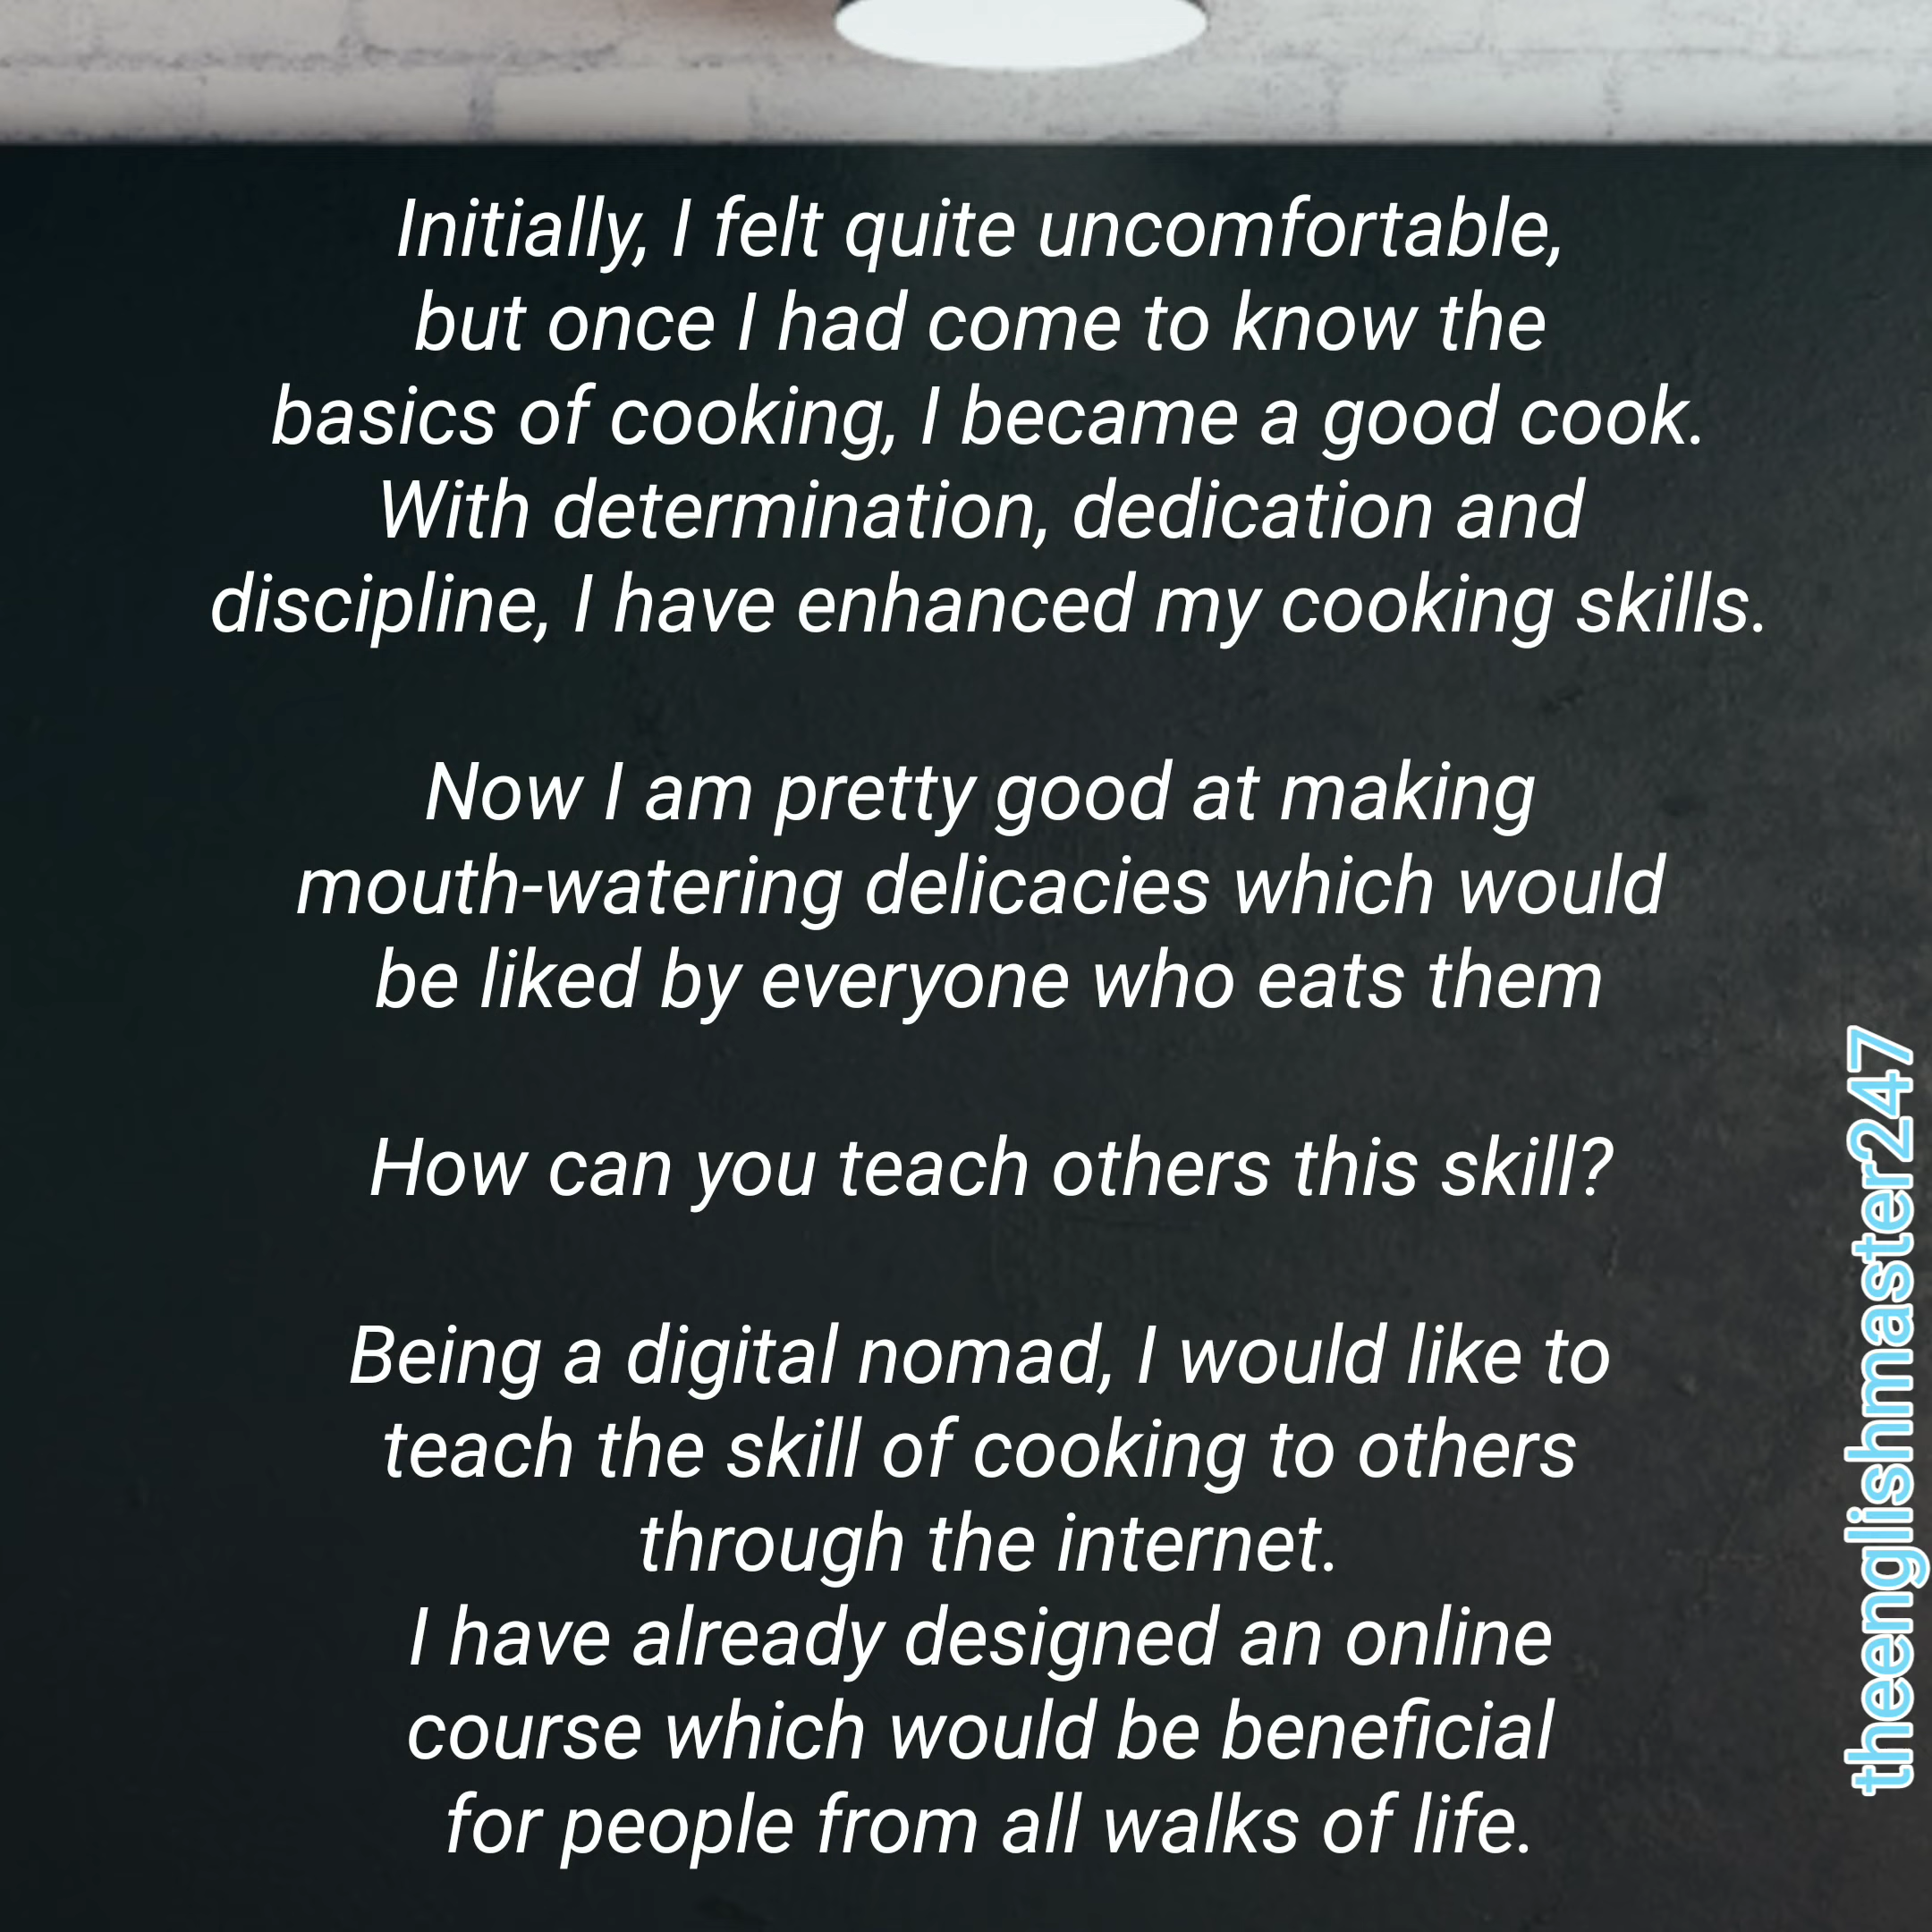 Initially, I felt quite uncomfortable,
but once I had come to know the
basics of cooking, I became a good cook.
With determination, dedication and
discipline, I have enhanced my cooking skills.
Now I am pretty good at making
mouth-watering delicacies which would
be liked by everyone who eats them
How can you teach others this skill?
Being a digital nomad, I would like to
teach the skill of cooking to others
through the internet.
I have already designed an online
course which would be beneficial
for people from all walks of life.
theenglishmaster247